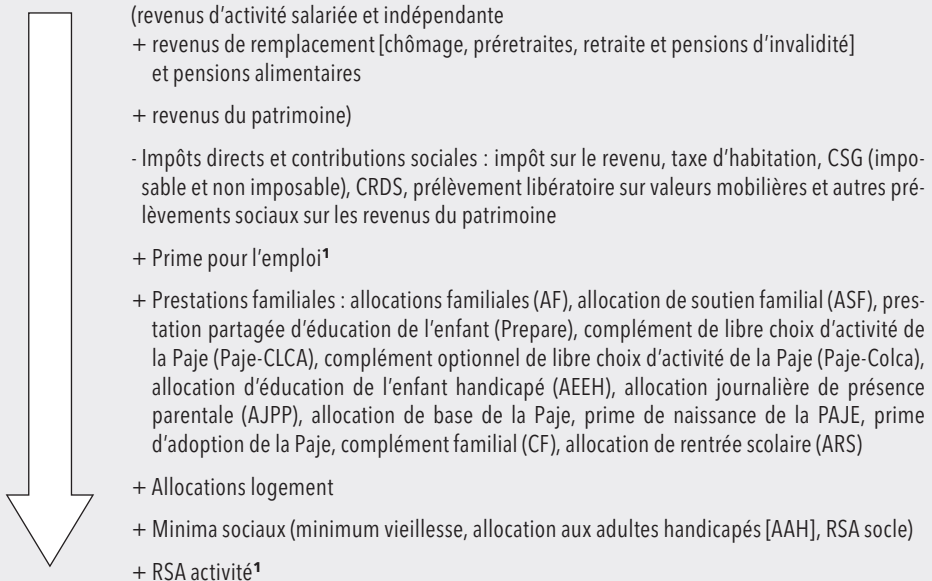 (revenus d’activité salariée et indépendante
+ revenus de remplacement [chômage, préretraites, retraite et pensions d’invalidité]
et pensions alimentaires
+ revenus du patrimoine)
- Impôts directs et contributions sociales : impôt sur le revenu, taxe d’habitation, CSG (impo-
sable et non imposable), CRDS, prélèvement libératoire sur valeurs mobilières et autres pré-
lèvements sociaux sur les revenus du patrimoine
+ Prime pour l’emploi¹
+ Prestations familiales : allocations familiales (AF), allocation de soutien familial (ASF), pres-
tation partagée d’éducation de l’enfant (Prepare), complément de libre choix d’activité de
la Paje (Paje-CLCA), complément optionnel de libre choix d’activité de la Paje (Paje-Colca),
allocation d’éducation de l’enfant handicapé (AEEH), allocation journalière de présence
parentale (AJPP), allocation de base de la Paje, prime de naissance de la PAJE, prime
d’adoption de la Paje, complément familial (CF), allocation de rentrée scolaire (ARS)
+ Allocations logement
+ Minima sociaux (minimum vieillesse, allocation aux adultes handicapés [AAH], RSA socle)
+ RSA activité¹